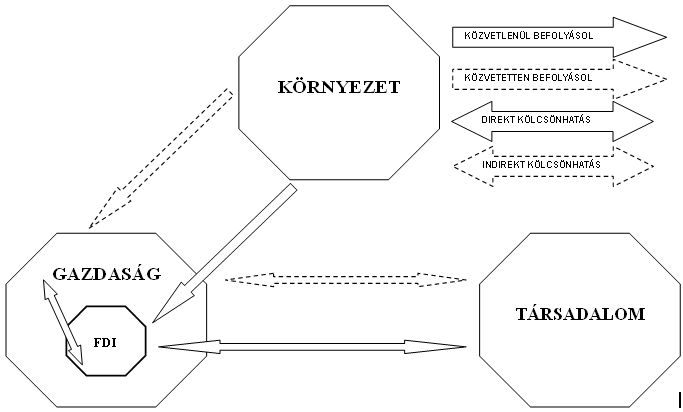 KÖRNYEZET
KÖZVETLENÜL BEFOLYÁSOL
KÖZVETETTEN BEFOLYÁSOL
DIREKT KÖLCSÖNHATÁS
INDIREKT KÖLCSÖNHATÁS
GAZDASÁG
FDI
TÁRSADALOM